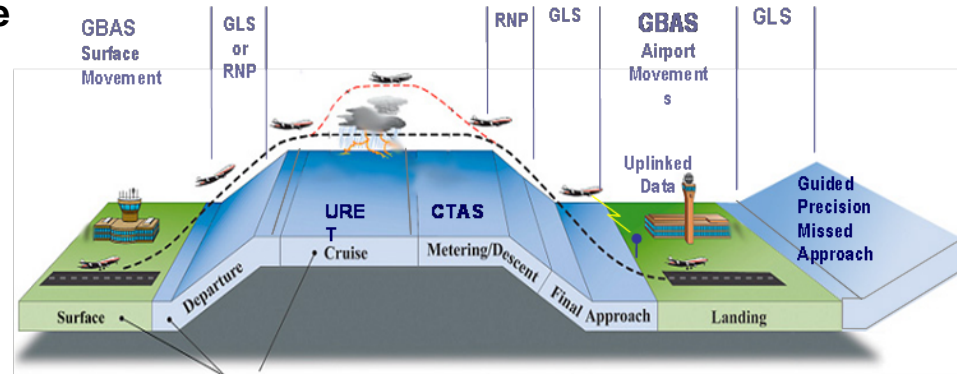 e
GBAS
Surface
Movement
GLS
or
RNP
RNP
GLS
GBAS
Airport
Movement
s
GLS
Uplinked
Data
Guided
Precision
Missed
Approach
URE
T
CTAS
Cruise
Metering/Descent
Departure
Final Approach
Surface
Landing